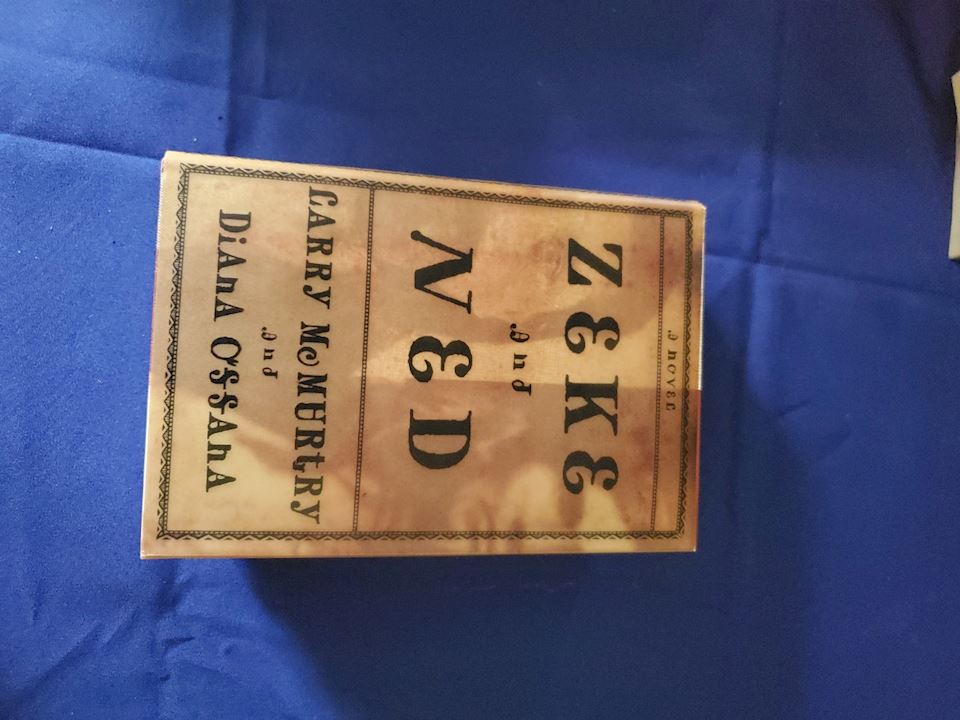 a novel
ZEKE
and
NED
LARRY McMURtRY
and
DiAnA OSSAnA